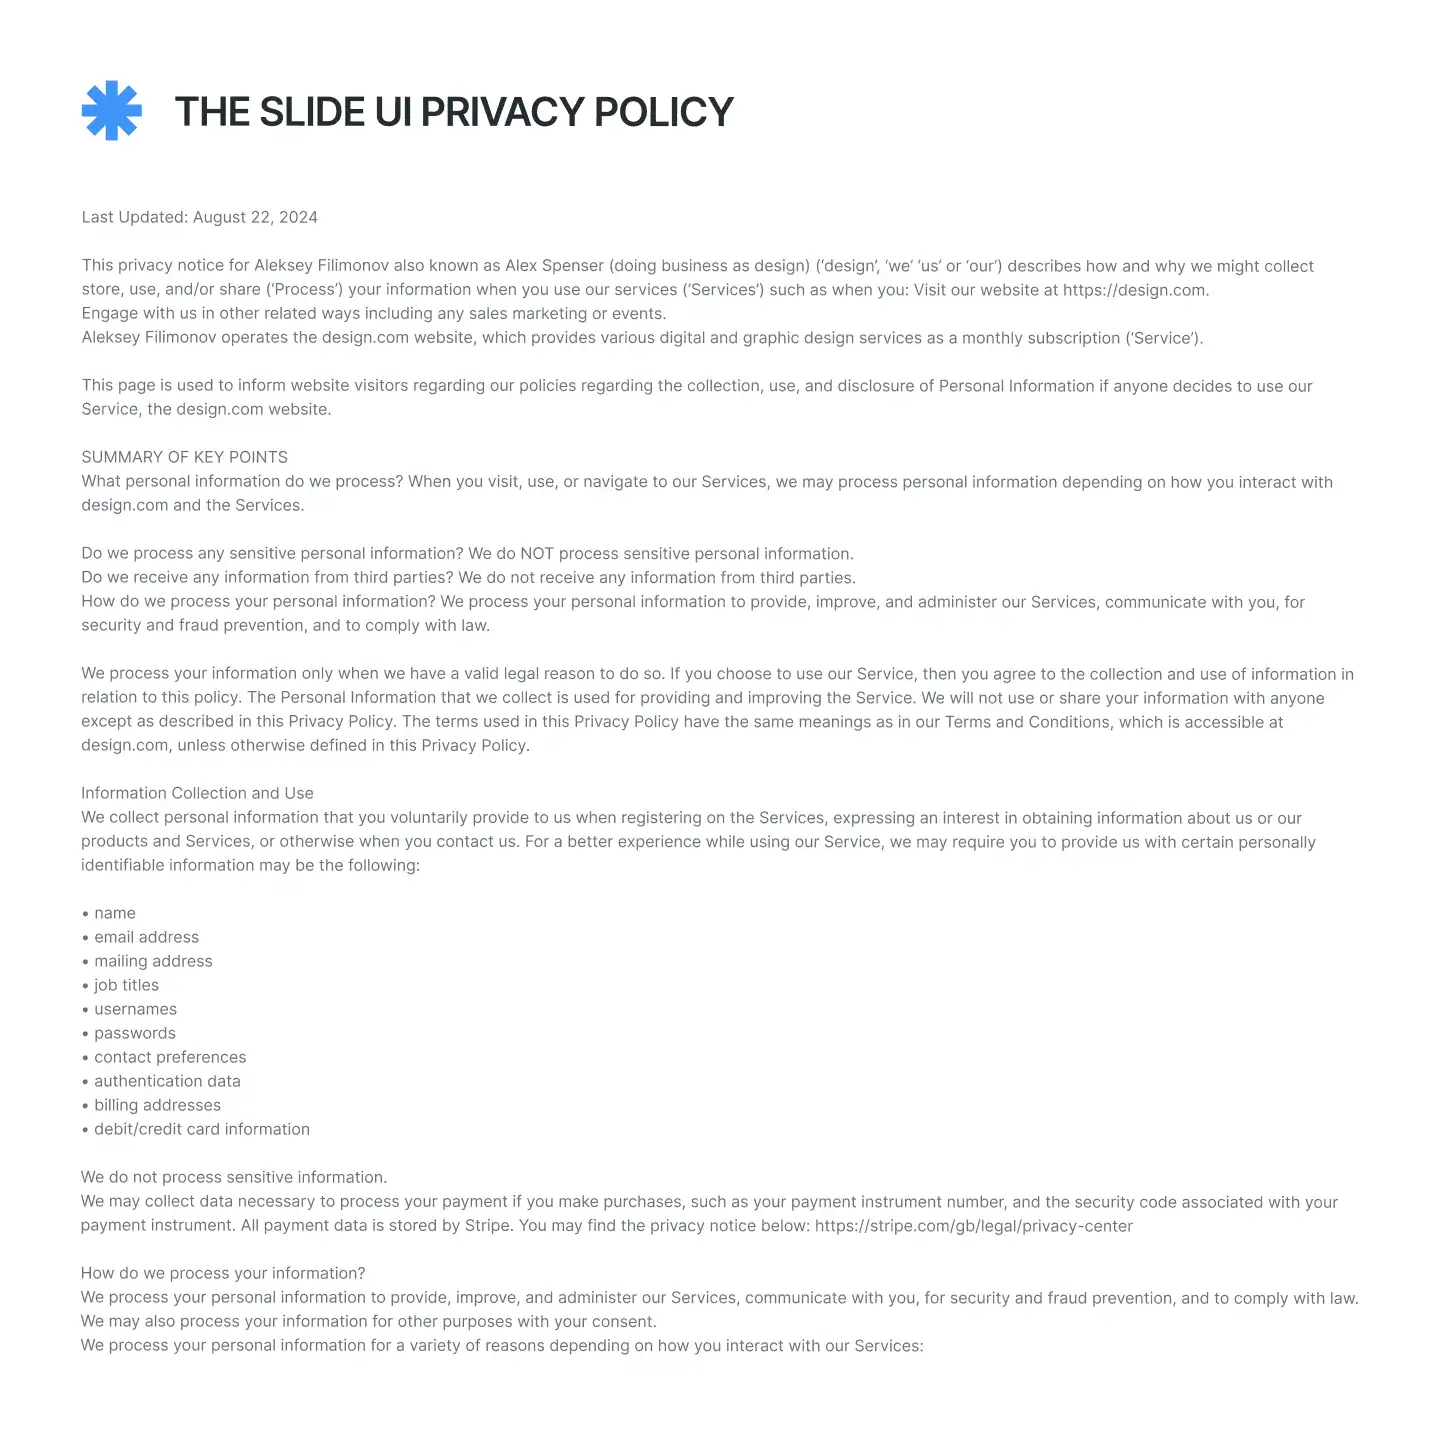 THE SLIDE UI PRIVACY POLICY
Last Updated: August 22, 2024
This privacy notice for Aleksey Filimonov also known as Alex Spenser (doing business as design) (‘design’, ‘we’ ‘us’ or ‘our’) describes how and why we might collect
store, use, and/or share (‘Process’) your information when you use our services (‘Services’) such as when you: Visit our website at https://design.com.
Engage with us in other related ways including any sales marketing or events.
Aleksey Filimonov operates the design.com website, which provides various digital and graphic design services as a monthly subscription (‘Service’).
This page is used to inform website visitors regarding our policies regarding the collection, use, and disclosure of Personal Information if anyone decides to use our
Service, the design.com website.
SUMMARY OF KEY POINTS
What personal information do we process? When you visit, use, or navigate to our Services, we may process personal information depending on how you interact with
design.com and the Services.
Do we process any sensitive personal information? We do NOT process sensitive personal information.
Do we receive any information from third parties? We do not receive any information from third parties.
How do we process your personal information? We process your personal information to provide, improve, and administer our Services, communicate with you, for
security and fraud prevention, and to comply with law.
We process your information only when we have a valid legal reason to do so. If you choose to use our Service, then you agree to the collection and use of information in
relation to this policy. The Personal Information that we collect is used for providing and improving the Service. We will not use or share your information with anyone
except as described in this Privacy Policy. The terms used in this Privacy Policy have the same meanings as in our Terms and Conditions, which is accessible at
design.com, unless otherwise defined in this Privacy Policy.
Information Collection and Use
We collect personal information that you voluntarily provide to us when registering on the Services, expressing an interest in obtaining information about us or our
products and Services, or otherwise when you contact us. For a better experience while using our Service, we may require you to provide us with certain personally
identifiable information may be the following:
• name
• email address
• mailing address
• job titles
• usernames
• passwords
• contact preferences
• authentication data
• billing addresses
• debit/credit card information
We do not process sensitive information.
We may collect data necessary to process your payment if you make purchases, such as your payment instrument number, and the security code associated with your
payment instrument. All payment data is stored by Stripe. You may find the privacy notice below: https://stripe.com/gb/legal/privacy-center
How do we process your information?
We process your personal information to provide, improve, and administer our Services, communicate with you, for security and fraud prevention, and to comply with law.
We may also process your information for other purposes with your consent.
We process your personal information for a variety of reasons depending on how you interact with our Services: